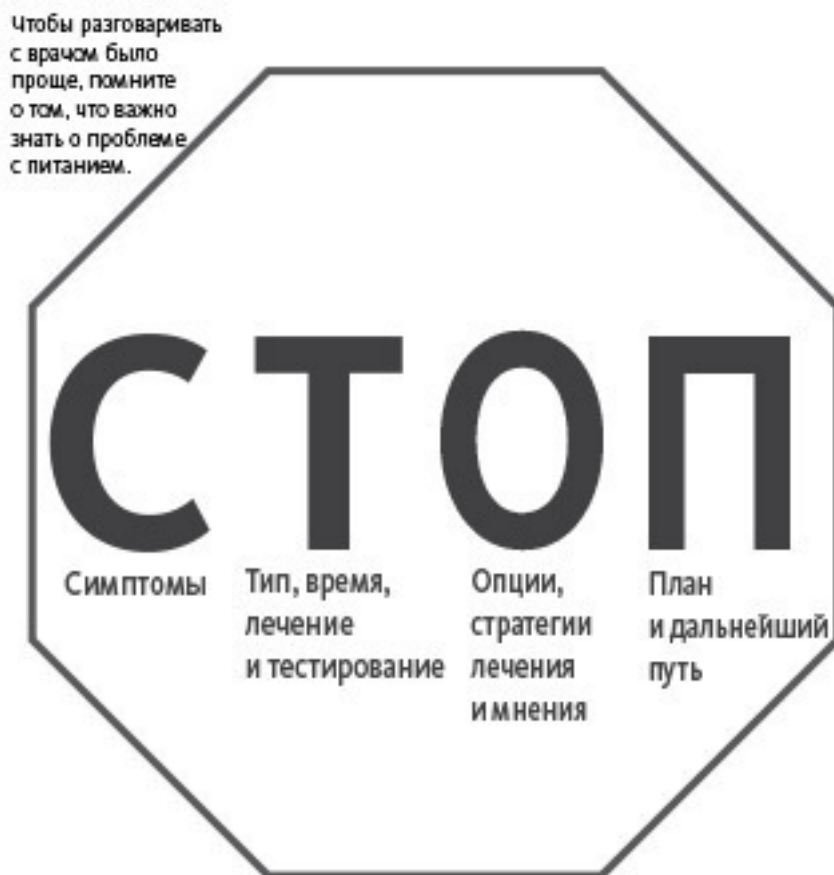 Чтобы разговаривать
с врачом было
проще, помните
о том, что важно
знать о проблеме
с питанием.
СТОП
Симптомы
Тип, время,
лечение
и тестирование
Опции,
стратегии
лечения
и мнения
План
и дальнейший
путь